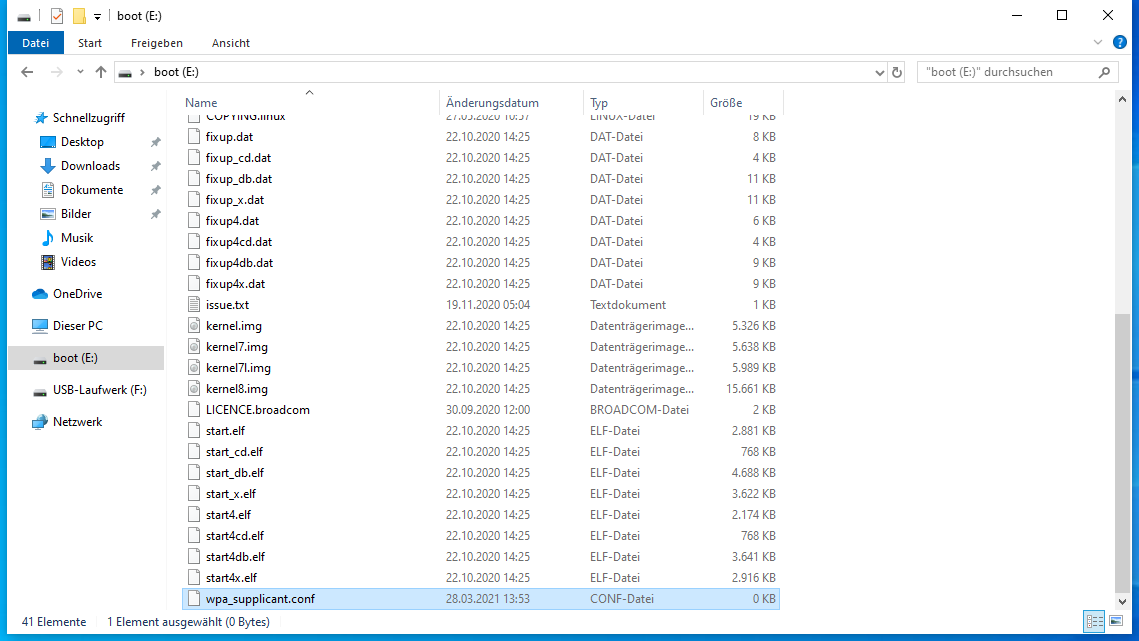 boot (E:)
Datei Start Freigeben Ansicht
boot (E:) "boot (E:)" durchsuchen
Schnellzugriff
Desktop
Downloads
Dokumente
Bilder
Musik
Videos
OneDrive
Dieser PC
boot (E:)
USB-Laufwerk (F:)
Netzwerk
Name Änderungsdatum Typ Größe
COPYING.linux 27.05.2020 10:57 LINUX-Datei 19 KB
fixup.dat 22.10.2020 14:25 DAT-Datei 8 KB
fixup_cd.dat 22.10.2020 14:25 DAT-Datei 4 KB
fixup_db.dat 22.10.2020 14:25 DAT-Datei 11 KB
fixup_x.dat 22.10.2020 14:25 DAT-Datei 11 KB
fixup4.dat 22.10.2020 14:25 DAT-Datei 6 KB
fixup4cd.dat 22.10.2020 14:25 DAT-Datei 4 KB
fixup4db.dat 22.10.2020 14:25 DAT-Datei 9 KB
fixup4x.dat 22.10.2020 14:25 DAT-Datei 9 KB
issue.txt 19.11.2020 05:04 Textdokument 1 KB
kernel.img 22.10.2020 14:25 Datenträgerimage... 5.326 KB
kernel7.img 22.10.2020 14:25 Datenträgerimage... 5.638 KB
kernel7l.img 22.10.2020 14:25 Datenträgerimage... 5.989 KB
kernel8.img 22.10.2020 14:25 Datenträgerimage... 15.661 KB
LICENCE.broadcom 30.09.2020 12:00 BROADCOM-Datei 2 KB
start.elf 22.10.2020 14:25 ELF-Datei 2.881 KB
start_cd.elf 22.10.2020 14:25 ELF-Datei 768 KB
start_db.elf 22.10.2020 14:25 ELF-Datei 4.688 KB
start_x.elf 22.10.2020 14:25 ELF-Datei 3.622 KB
start4.elf 22.10.2020 14:25 ELF-Datei 2.174 KB
start4cd.elf 22.10.2020 14:25 ELF-Datei 768 KB
start4db.elf 22.10.2020 14:25 ELF-Datei 3.641 KB
start4x.elf 22.10.2020 14:25 ELF-Datei 2.916 KB
wpa_supplicant.conf 28.03.2021 13:53 CONF-Datei 0 KB
41 Elemente 1 Element ausgewählt (0 Bytes)